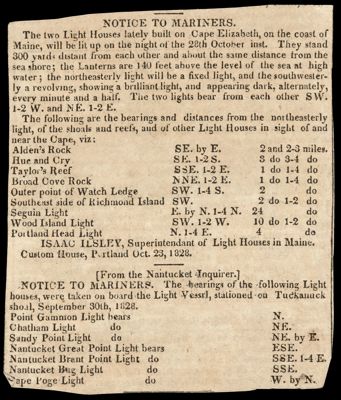 NOTICE TO MARINERS.
The two Light Houses lately built on Cape Elizabeth, on the coast of
Maine, will be lit up on the night of the 28th October inst. They stand
300 yards distant from each other and about the same distance from the
sea shore; the Lanterns are 140 feet above the level of the sea at high
water; the northeasterly light will be a fixed light, and the southwester-
ly a revolving, showing a brilliant light, and appearing dark, alternately,
every minute and a half. The two lights bear from each other SW.
1-2 W. and NE. 1-2 E.
The following are the bearings and distances from the northeasterly
light, of the shoals and reefs, and of other Light Houses in sight of and
near the Cape, viz:
Alden's Rock SE. by E. 2 and 2-3 miles.
Hue and Cry SE. 1-2 S. 3 do 3-4 do
Taylor's Reef SSE. 1-2 E. 1 do 1-4 do
Broad Cove Rock NNE. 1-2 E. 1 do 1-4 do
Outer point of Watch Ledge SW. 1-4 S. 2 do
Southeast side of Richmond Island SW. 2 do 1-2 do
Seguin Light E. by N. 1-4 N. 24 do
Wood Island Light SW. 1-2 W. 10 do 1-2 do
Portland Head Light N. 1-4 E. 4 do
ISAAC ILSLEY, Superintendant of Light Houses in Maine.
Custom House, Portland Oct. 23, 1828.
[From the Nantucket Inquirer.]
NOTICE TO MARINERS. The bearings of the following Light
houses, were taken on board the Light Vessel, stationed on Tuckanuck
shoal, September 30th, 1828.
Point Gammon Light bears N.
Chatham Light do NE.
Sandy Point Light do NE. by E.
Nantucket Great Point Light bears ESE.
Nantucket Brant Point Light do SSE. 1-4 E.
Nantucket Bug Light do SSE.
Cape Poge Light do W. by N.